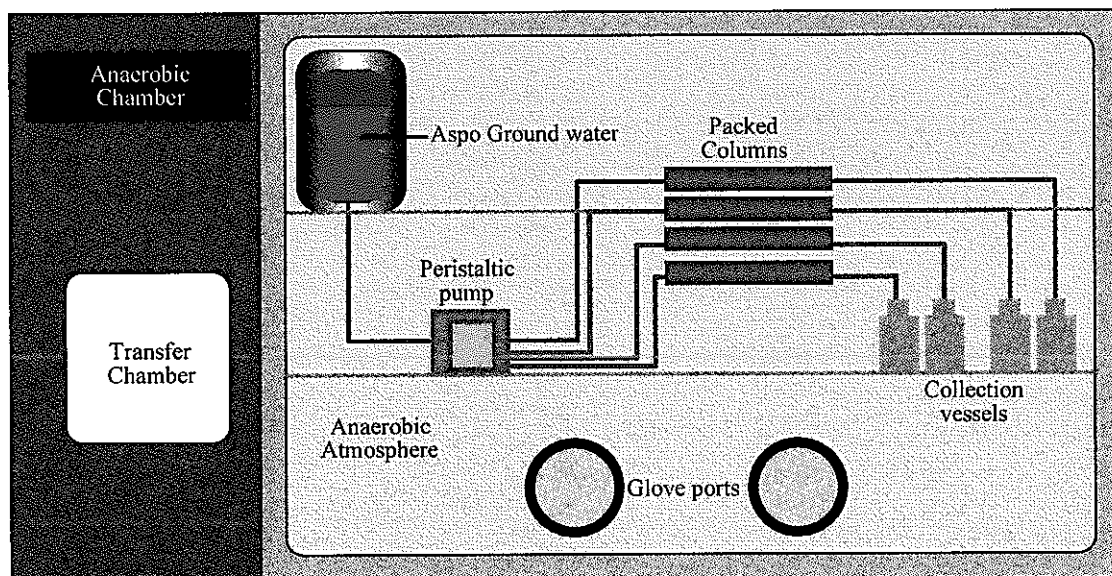 Anaerobic
Chamber
Aspo Ground water
Packed
Columns
Peristaltic
pump
Transfer
Chamber
Collection
vessels
Anaerobic
Atmosphere
Glove ports